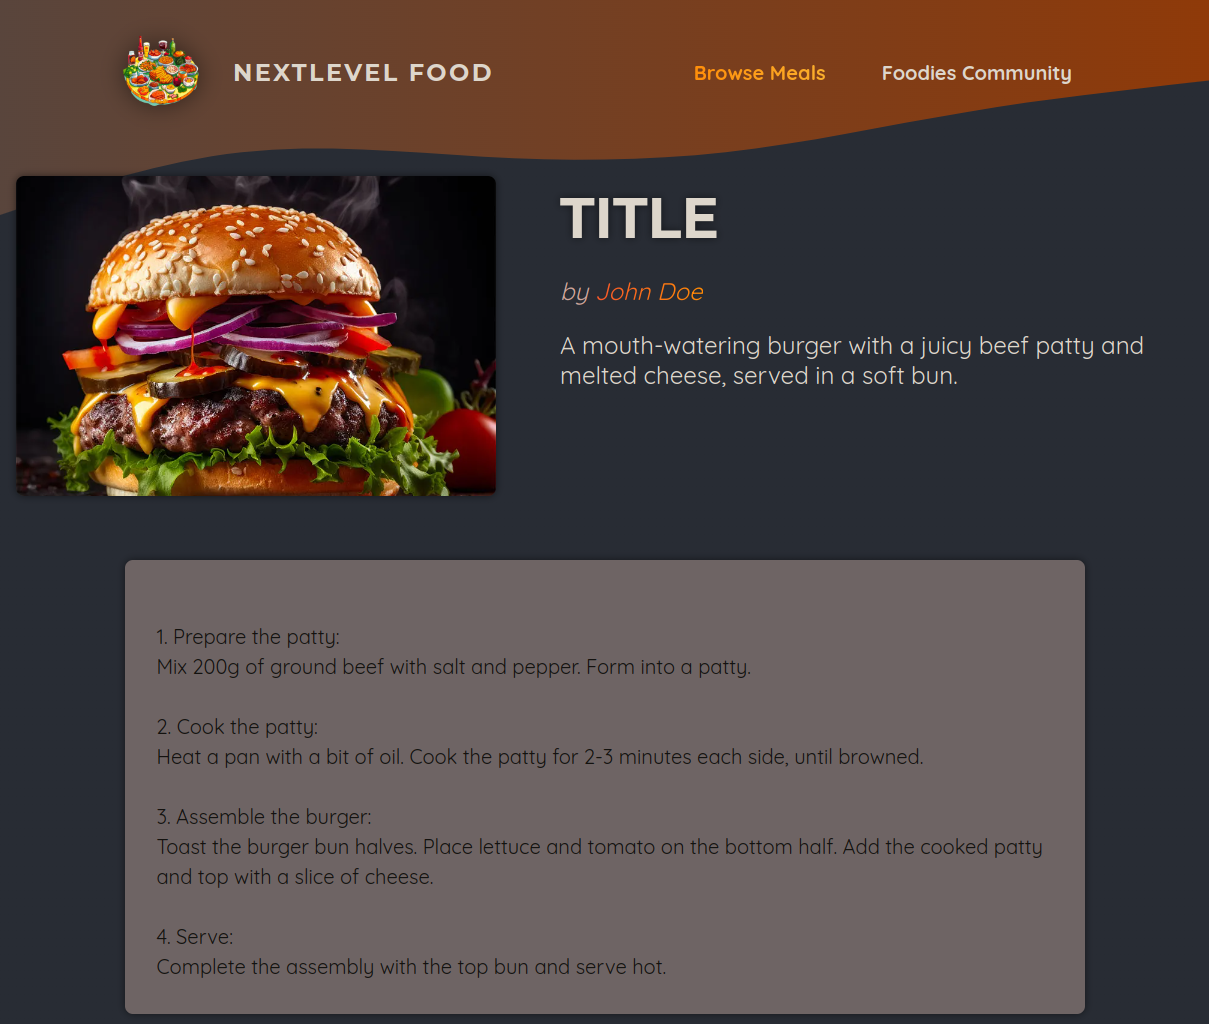 NEXTLEVEL FOOD
Browse Meals
Foodies Community
TITLE
by John Doe
A mouth-watering burger with a juicy beef patty and
melted cheese, served in a soft bun.
1. Prepare the patty:
Mix 200g of ground beef with salt and pepper. Form into a patty.
2. Cook the patty:
Heat a pan with a bit of oil. Cook the patty for 2-3 minutes each side, until browned.
3. Assemble the burger:
Toast the burger bun halves. Place lettuce and tomato on the bottom half. Add the cooked patty
and top with a slice of cheese.
4. Serve:
Complete the assembly with the top bun and serve hot.